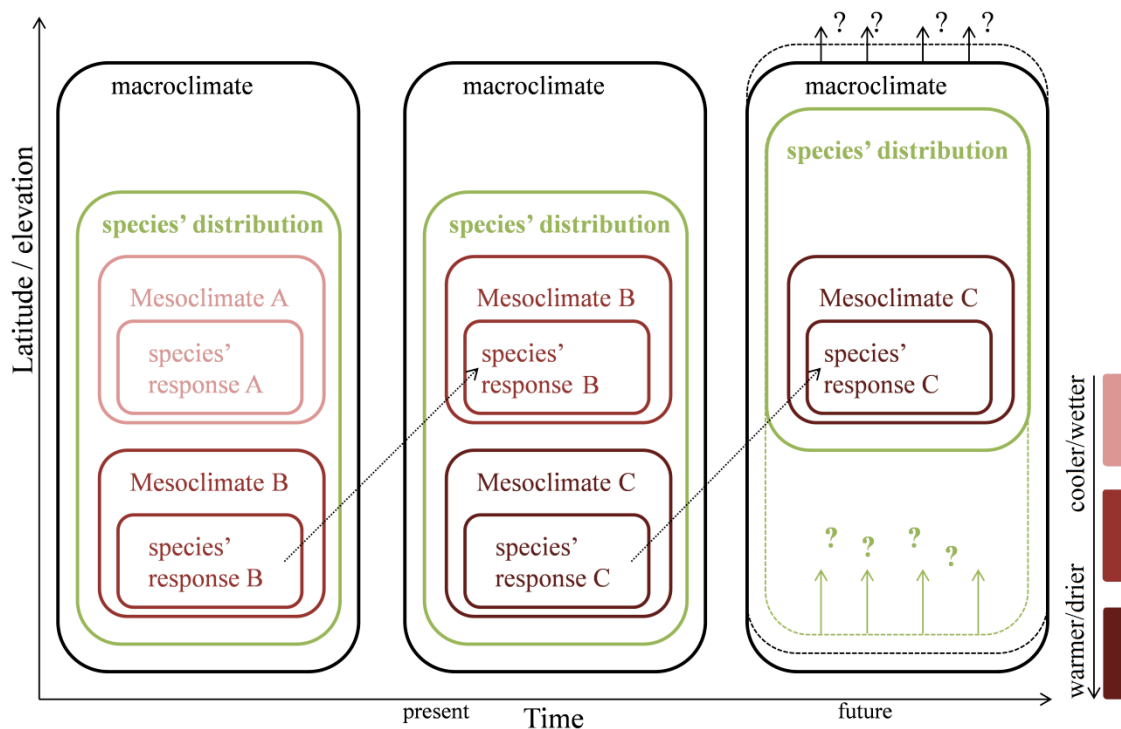 Latitude / elevation
macroclimate
species’ distribution
Mesoclimate A
species’
response A
Mesoclimate B
species’
response B
macroclimate
species’ distribution
Mesoclimate B
species’
response B
Mesoclimate C
species’
response C
? ? ? ?
macroclimate
species’ distribution
Mesoclimate C
species’
response C
? ? ? ?
cooler/wetter
warmer/drier
present
Time
future